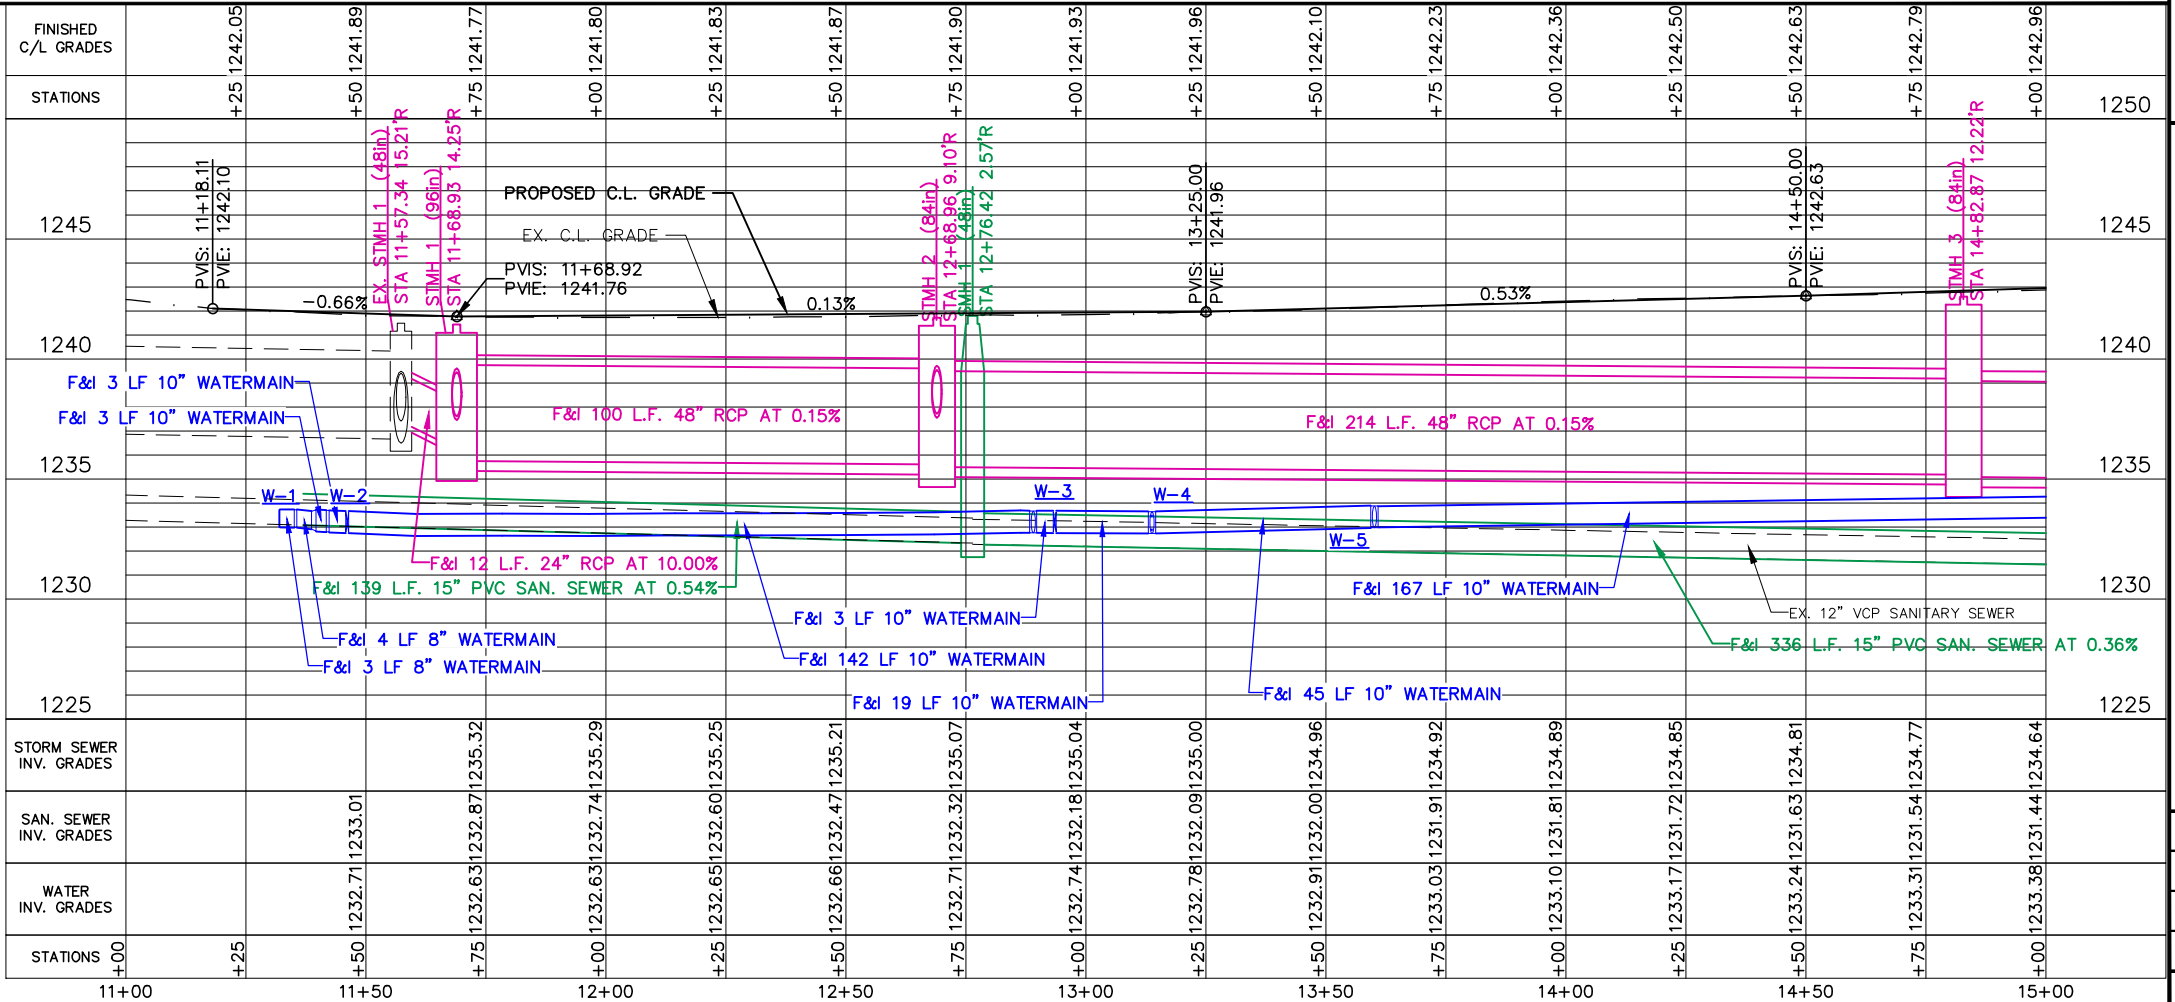 FINISHED
C/L GRADES
1242.05 1241.89 1241.77 1241.80 1241.83 1241.87 1241.90 1241.93 1241.96 1242.10 1242.23 1242.36 1242.50 1242.63 1242.79 1242.96
STATIONS
+25 +50 +75 +00 +25 +50 +75 +00 +25 +50 +75 +00 +25 +50 +75 +00
1250
1250
PVIS: 11+18.11
PVIE: 1242.10
EX. STMH 1 (48in)
STA 11+57.34 15.21'R
STMH 1 (96in)
STA 11+68.93 14.25'R
PROPOSED C.L. GRADE
EX. C.L. GRADE
PVIS: 11+68.92
PVIE: 1241.76
STMH 2 (84in)
STA 12+68.96 9.10'R
SMH 1 (48in)
STA 12+76.42 2.57'R
PVIS: 13+25.00
PVIE: 1241.96
PVIS: 14+50.00
PVIE: 1242.63
STMH 3 (84in)
STA 14+82.87 12.22'R
1245
1245
-0.66%
0.13%
0.53%
1240
1240
F&I 3 LF 10" WATERMAIN
F&I 3 LF 10" WATERMAIN
F&I 100 L.F. 48" RCP AT 0.15%
F&I 214 L.F. 48" RCP AT 0.15%
1235
1235
W-1
W-2
W-3
W-4
W-5
F&I 12 L.F. 24" RCP AT 10.00%
F&I 139 L.F. 15" PVC SAN. SEWER AT 0.54%
F&I 167 LF 10" WATERMAIN
1230
1230
F&I 3 LF 10" WATERMAIN
EX. 12" VCP SANITARY SEWER
F&I 4 LF 8" WATERMAIN
F&I 336 L.F. 15" PVC SAN. SEWER AT 0.36%
F&I 3 LF 8" WATERMAIN
F&I 142 LF 10" WATERMAIN
F&I 19 LF 10" WATERMAIN
F&I 45 LF 10" WATERMAIN
1225
1225
STORM SEWER
INV. GRADES
1235.32 1235.29 1235.25 1235.21 1235.07 1235.04 1235.00 1234.96 1234.92 1234.89 1234.85 1234.81 1234.77 1234.64
SAN. SEWER
INV. GRADES
1233.01 1232.87 1232.74 1232.60 1232.47 1232.32 1232.18 1232.09 1232.00 1231.91 1231.81 1231.72 1231.63 1231.54 1231.44
WATER
INV. GRADES
1232.71 1232.63 1232.63 1232.65 1232.66 1232.71 1232.74 1232.78 1232.91 1233.03 1233.10 1233.17 1233.24 1233.31 1233.38
STATIONS
+00 +25 +50 +75 +00 +25 +50 +75 +00 +25 +50 +75 +00 +25 +50 +75 +00
11+00 11+50 12+00 12+50 13+00 13+50 14+00 14+50 15+00